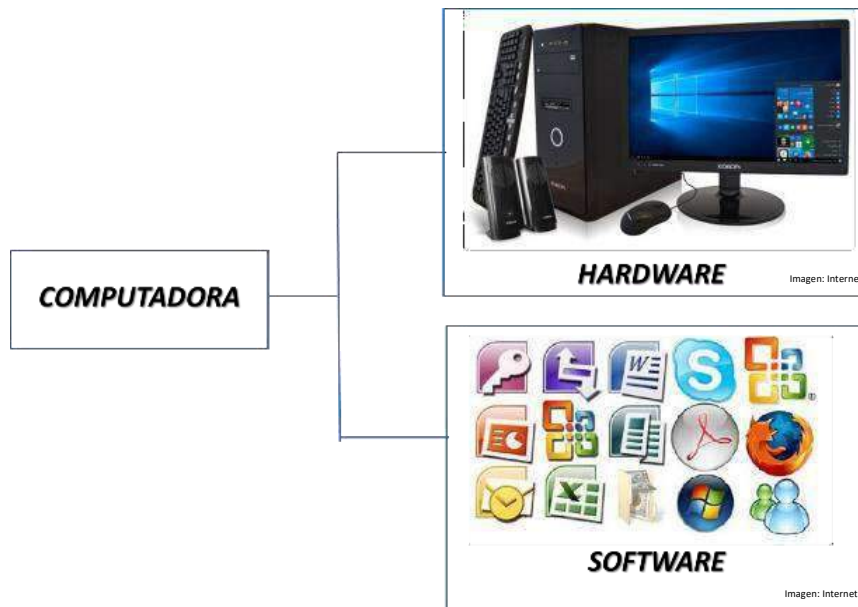 COMPUTADORA
HARDWARE
Imagen: Interne
SOFTWARE
Imagen: Internet